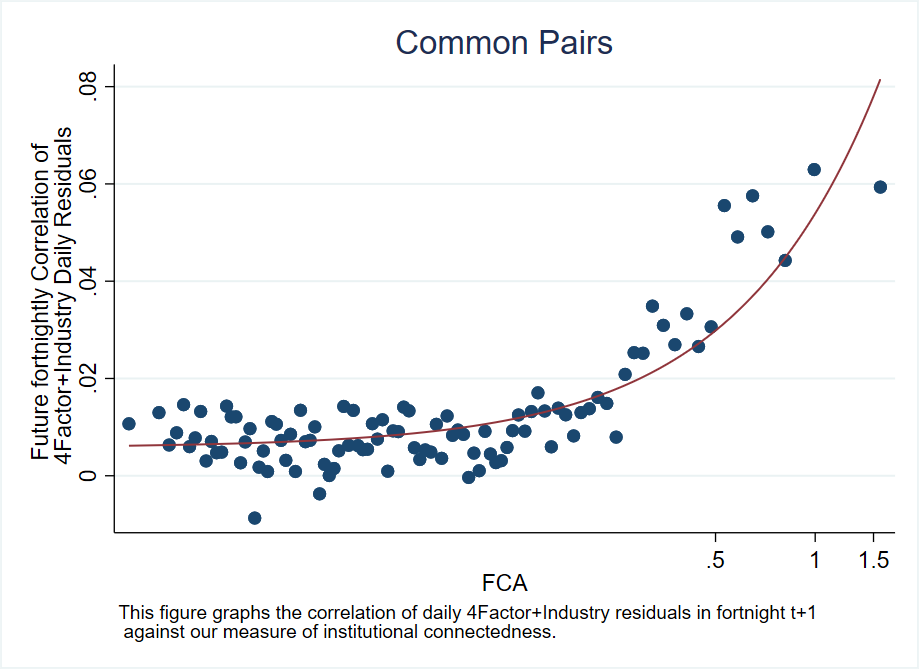 Common Pairs
Future fortnightly Correlation of
4Factor+Industry Daily Residuals
.08
.06
.04
.02
0
.5 1 1.5
FCA
This figure graphs the correlation of daily 4Factor+Industry residuals in fortnight t+1
against our measure of institutional connectedness.